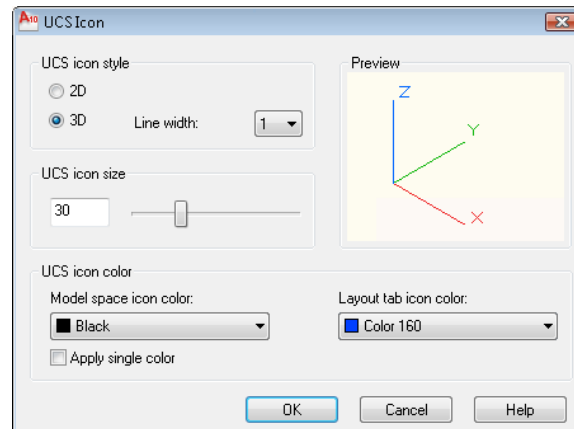 A10 UCS Icon
UCS icon style
2D
3D Line width: 1
Preview
Z
Y
X
UCS icon size
30
UCS icon color
Model space icon color: Layout tab icon color:
Black Color 160
Apply single color
OK Cancel Help